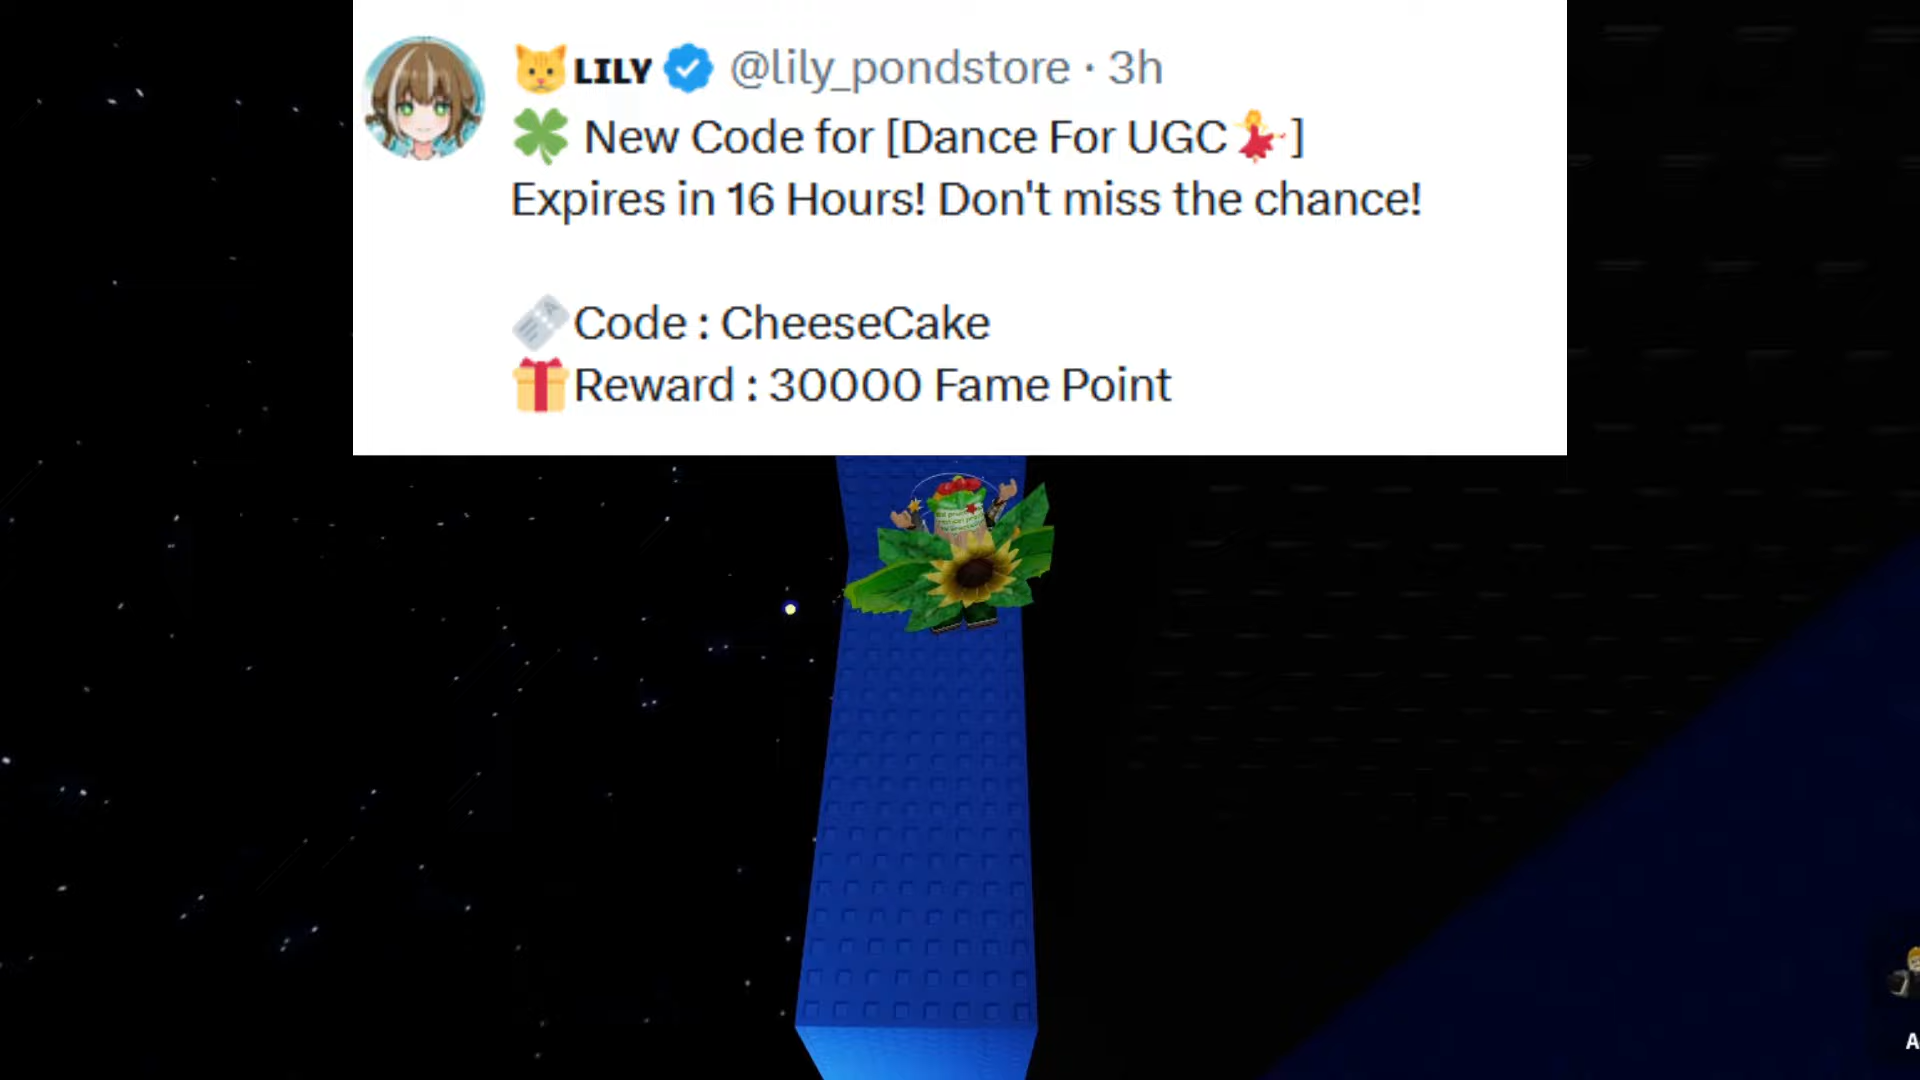 🐱LILY @lily_pondstore · 3h
🍀 New Code for [Dance For UGC💃]
Expires in 16 Hours! Don't miss the chance!
🎫Code : CheeseCake
🎁Reward : 30000 Fame Point
A